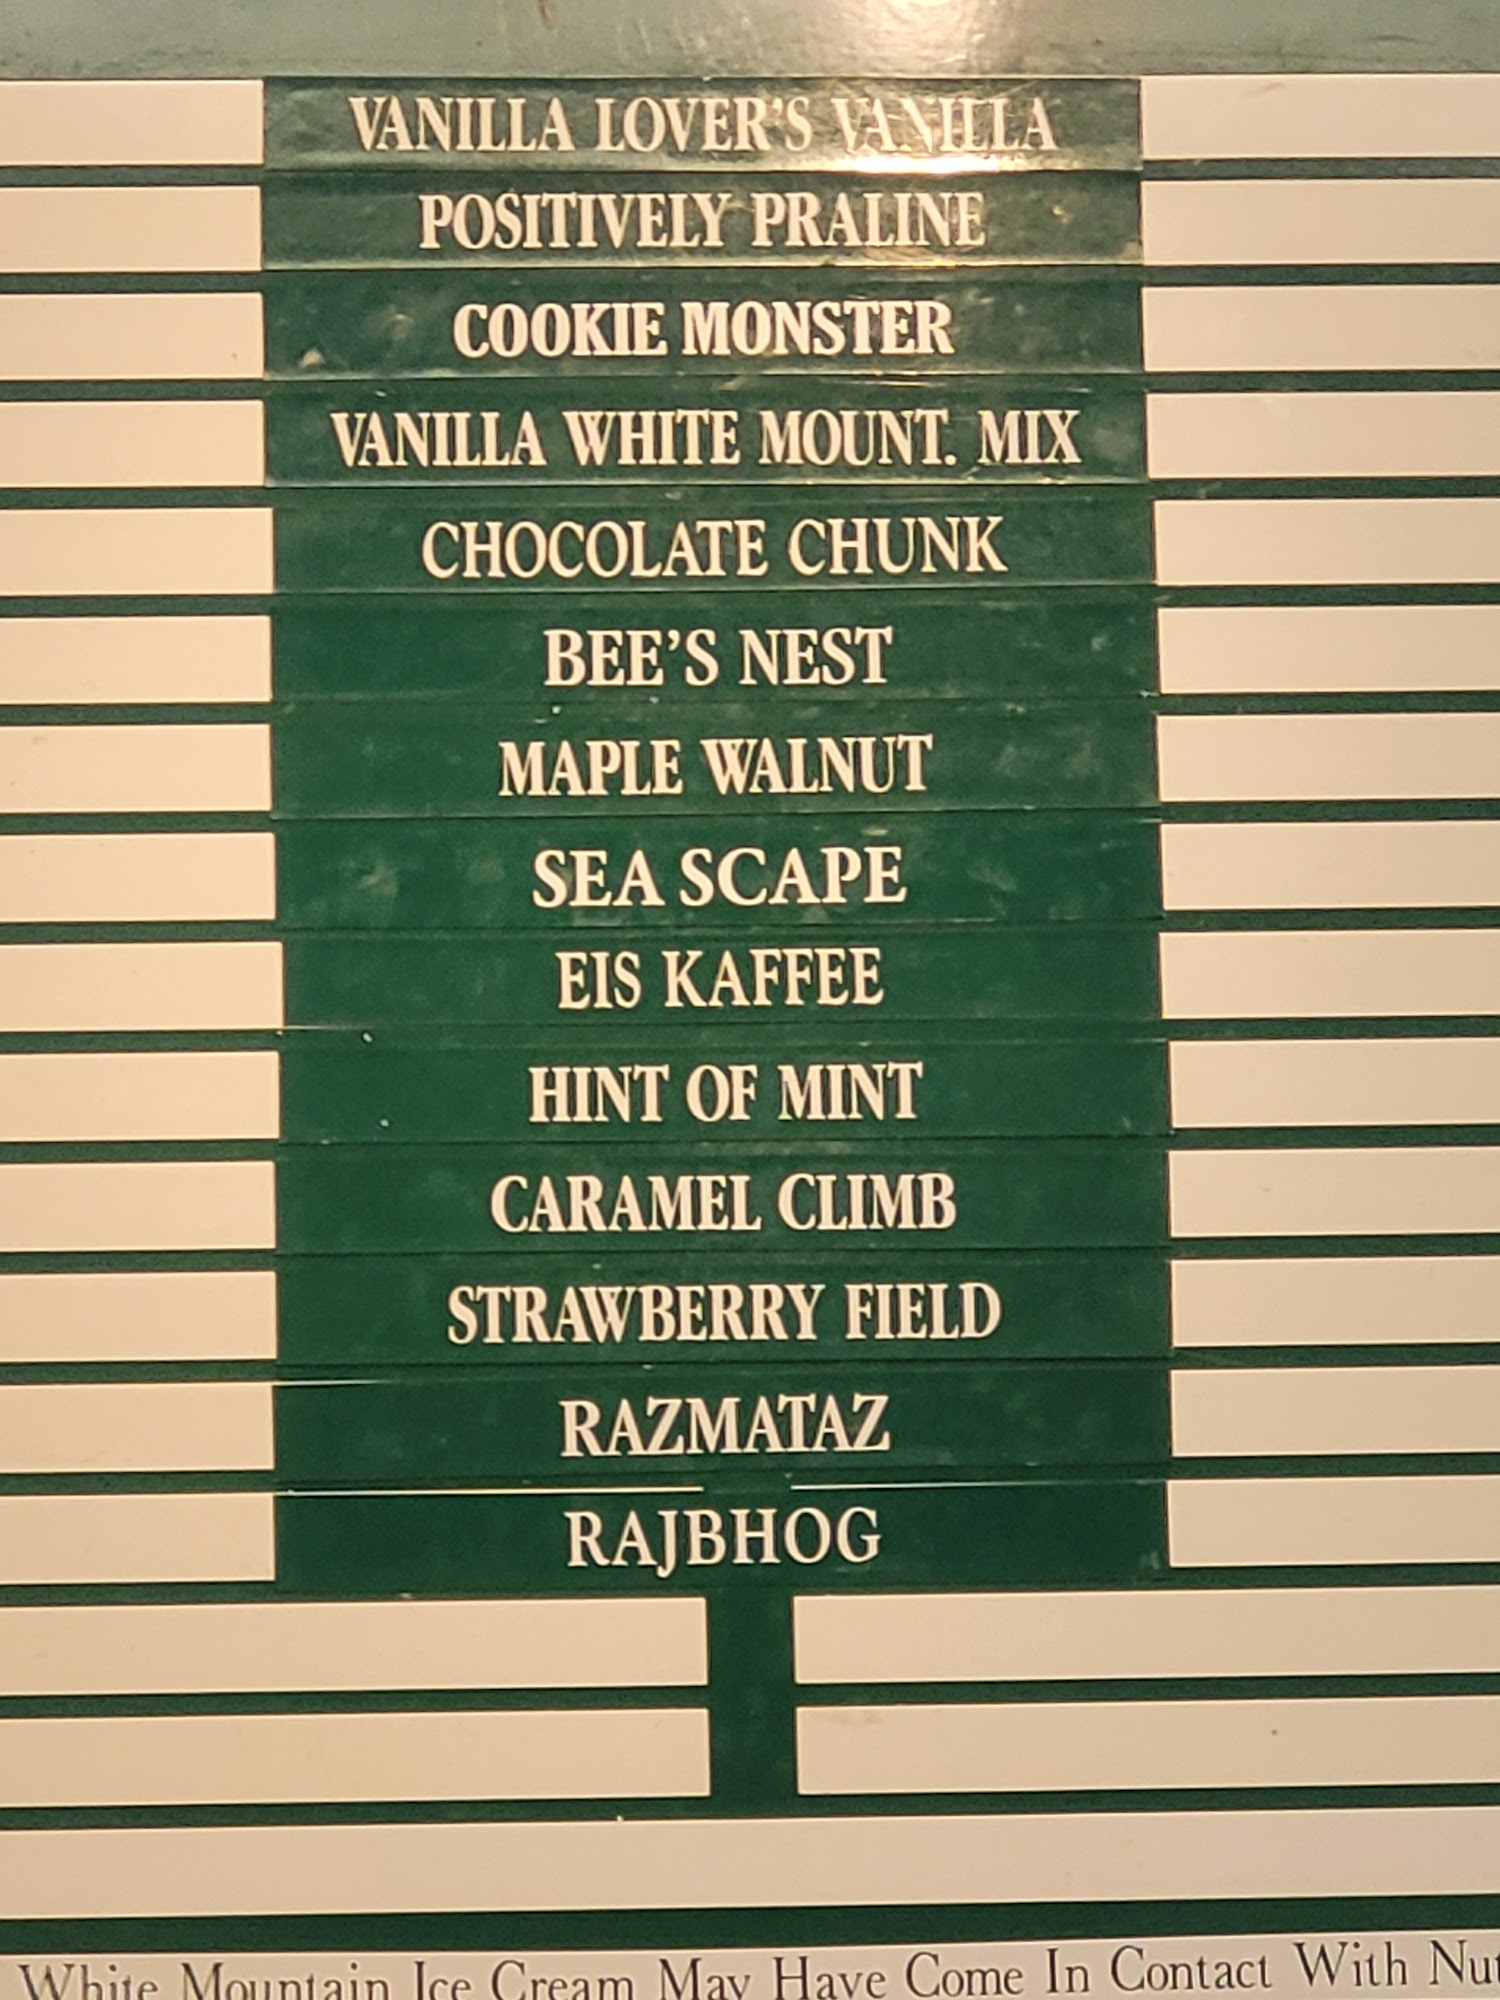 VANILLA LOVER'S VANILLA
POSITIVELY PRALINE
COOKIE MONSTER
VANILLA WHITE MOUNT. MIX
CHOCOLATE CHUNK
BEE'S NEST
MAPLE WALNUT
SEA SCAPE
EIS KAFFEE
HINT OF MINT
CARAMEL CLIMB
STRAWBERRY FIELD
RAZMATAZ
RAJBHOG
White Mountain Ice Cream May Have Come In Contact With Nut